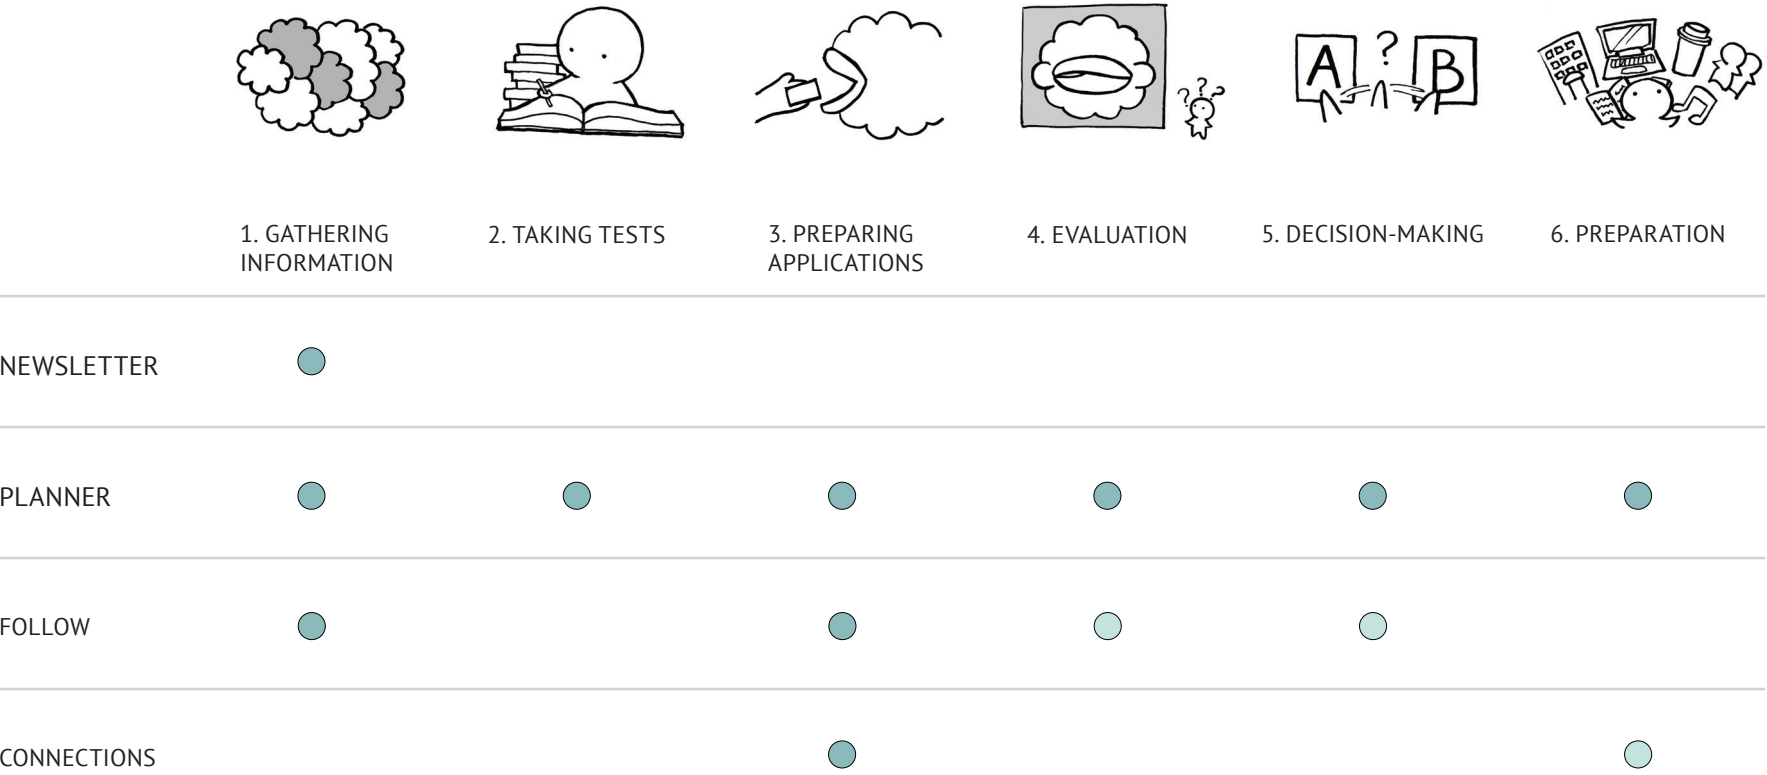 A ? B
? ? ?
1. GATHERING
INFORMATION
2. TAKING TESTS
3. PREPARING
APPLICATIONS
4. EVALUATION
5. DECISION-MAKING
6. PREPARATION
NEWSLETTER
PLANNER
FOLLOW
CONNECTIONS